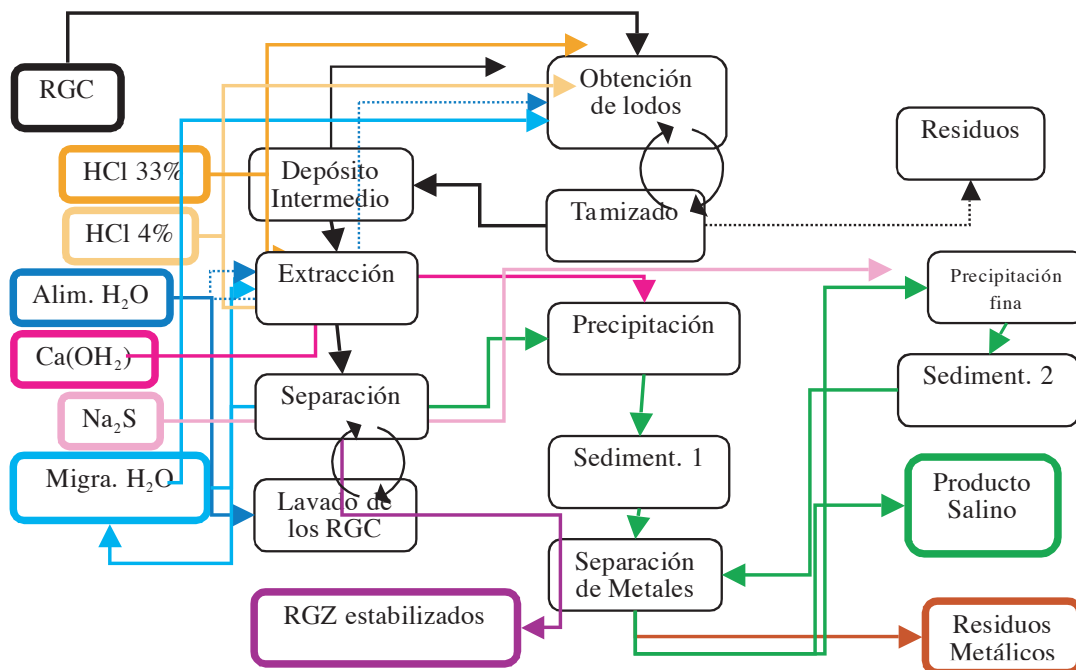 RGC
Obtención
de lodos
Residuos
HCl 33%
Depósito
Intermedio
Tamizado
HCl 4%
Extracción
Precipitación
fina
Alim. H₂O
Precipitación
Ca(OH₂)
Separación
Sediment. 2
Na₂S
Migra. H₂O
Sediment. 1
Lavado de
los RGC
Producto
Salino
Separación
de Metales
RGZ estabilizados
Residuos
Metálicos